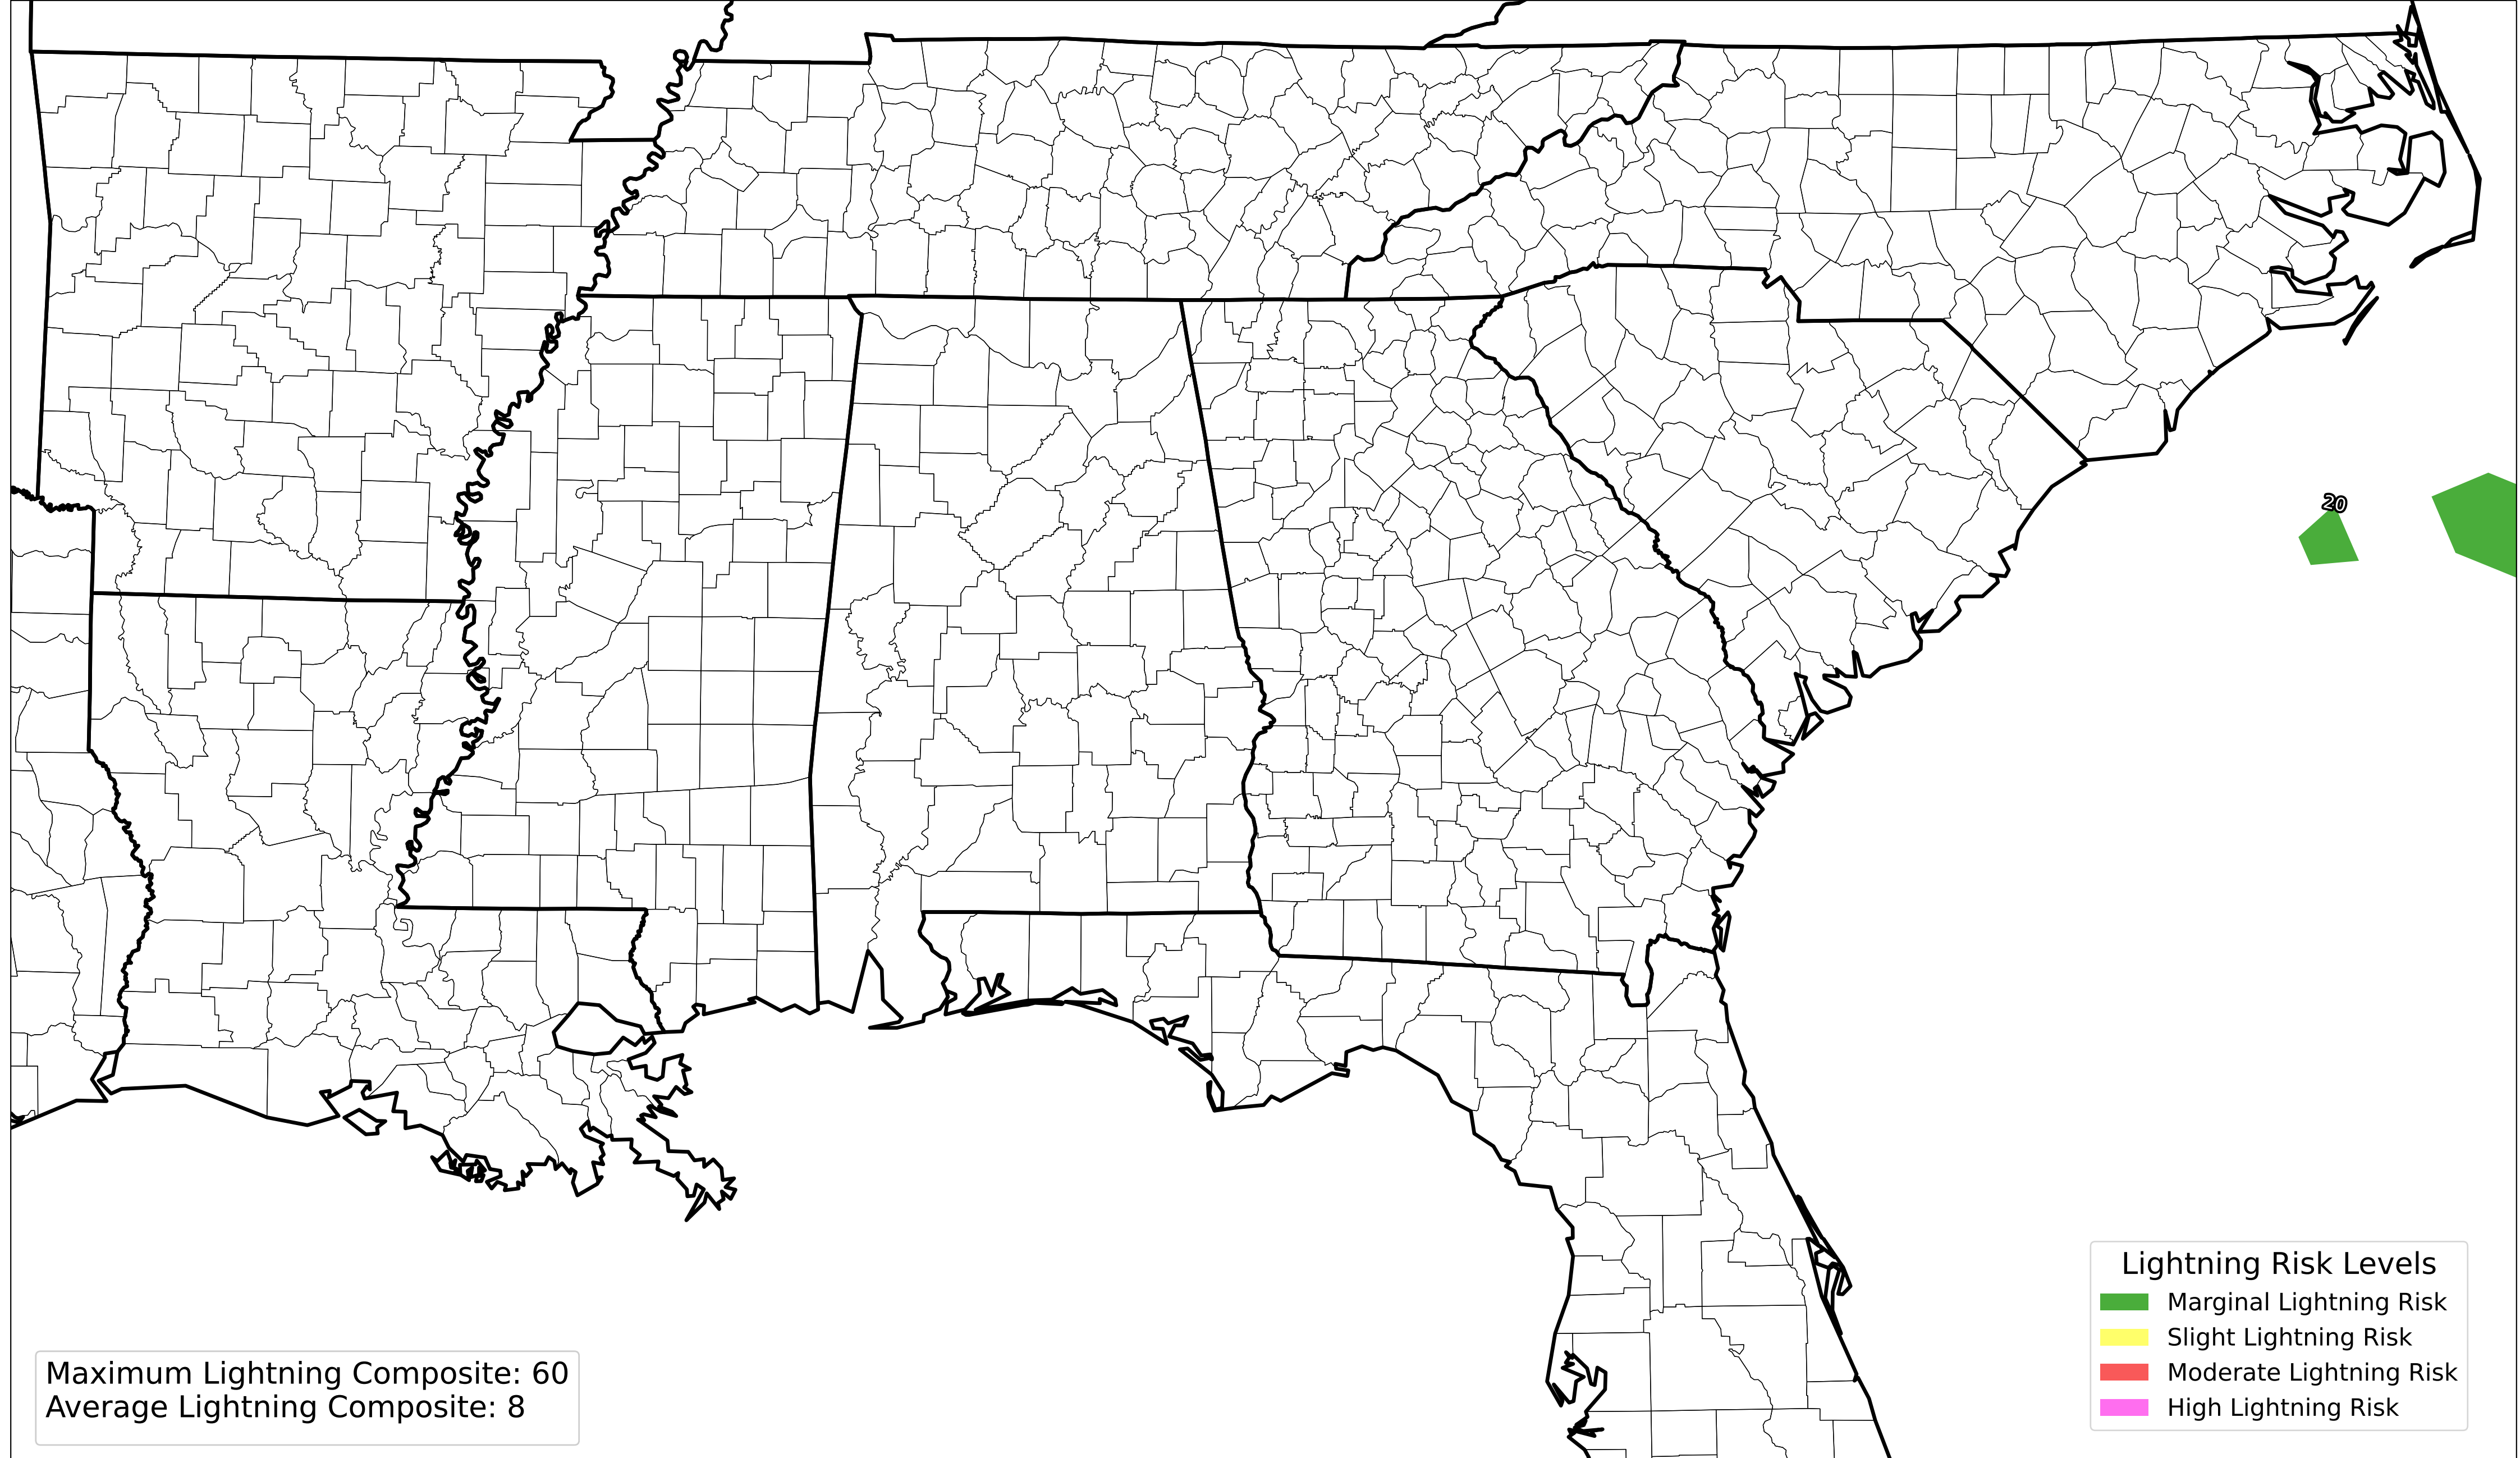 20
Lightning Risk Levels
Marginal Lightning Risk
Slight Lightning Risk
Moderate Lightning Risk
High Lightning Risk
Maximum Lightning Composite: 60
Average Lightning Composite: 8